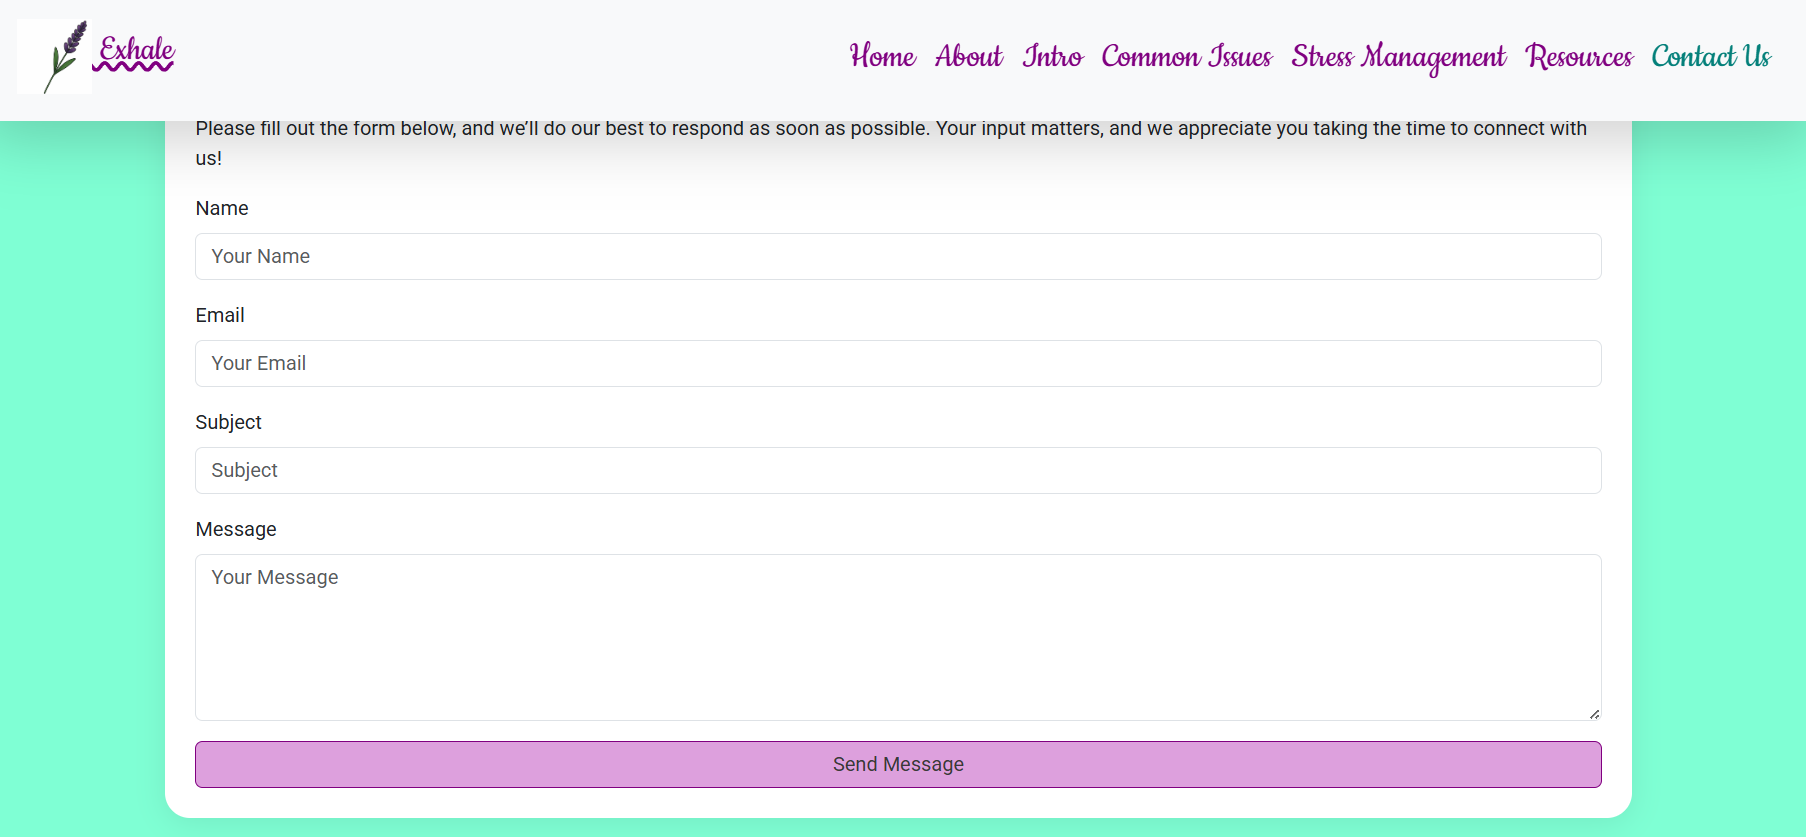 Exhale
Home About Intro Common Issues Stress Management Resources Contact Us
Please fill out the form below, and we’ll do our best to respond as soon as possible. Your input matters, and we appreciate you taking the time to connect with
us!
Name
Your Name
Email
Your Email
Subject
Subject
Message
Your Message
Send Message